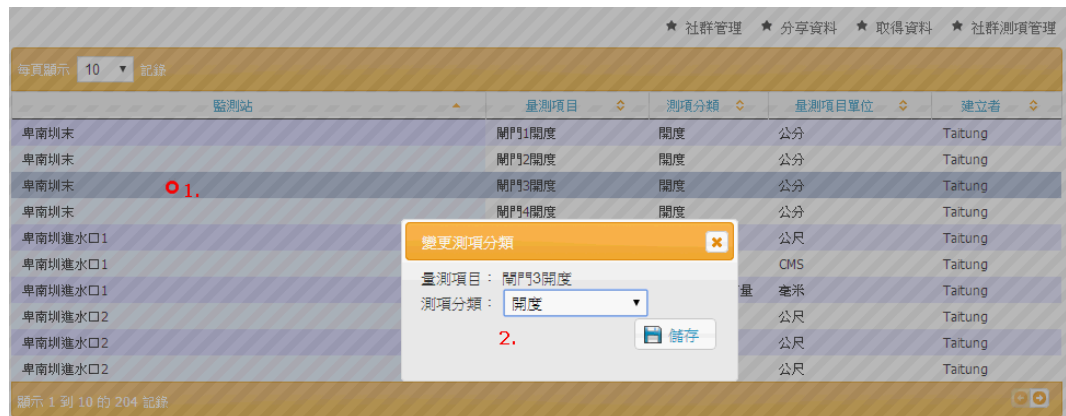 ★ 社群管理 ★ 分享資料 ★ 取得資料 ★ 社群測項管理
每頁顯示 10 記錄
監測站 量測項目 測項分類 量測項目單位 建立者
卑南圳末 閘門1開度 開度 公分 Taitung
卑南圳末 閘門2開度 開度 公分 Taitung
卑南圳末 1. 閘門3開度 開度 公分 Taitung
卑南圳末 閘門4開度 開度 公分 Taitung
卑南圳進水口1 公尺 Taitung
卑南圳進水口1 CMS Taitung
卑南圳進水口1 量 毫米 Taitung
卑南圳進水口2 公尺 Taitung
卑南圳進水口2 公尺 Taitung
卑南圳進水口2 公尺 Taitung
變更測項分類
量測項目: 閘門3開度
測項分類: 開度
2. 儲存
顯示 1 到 10 的 204 記錄